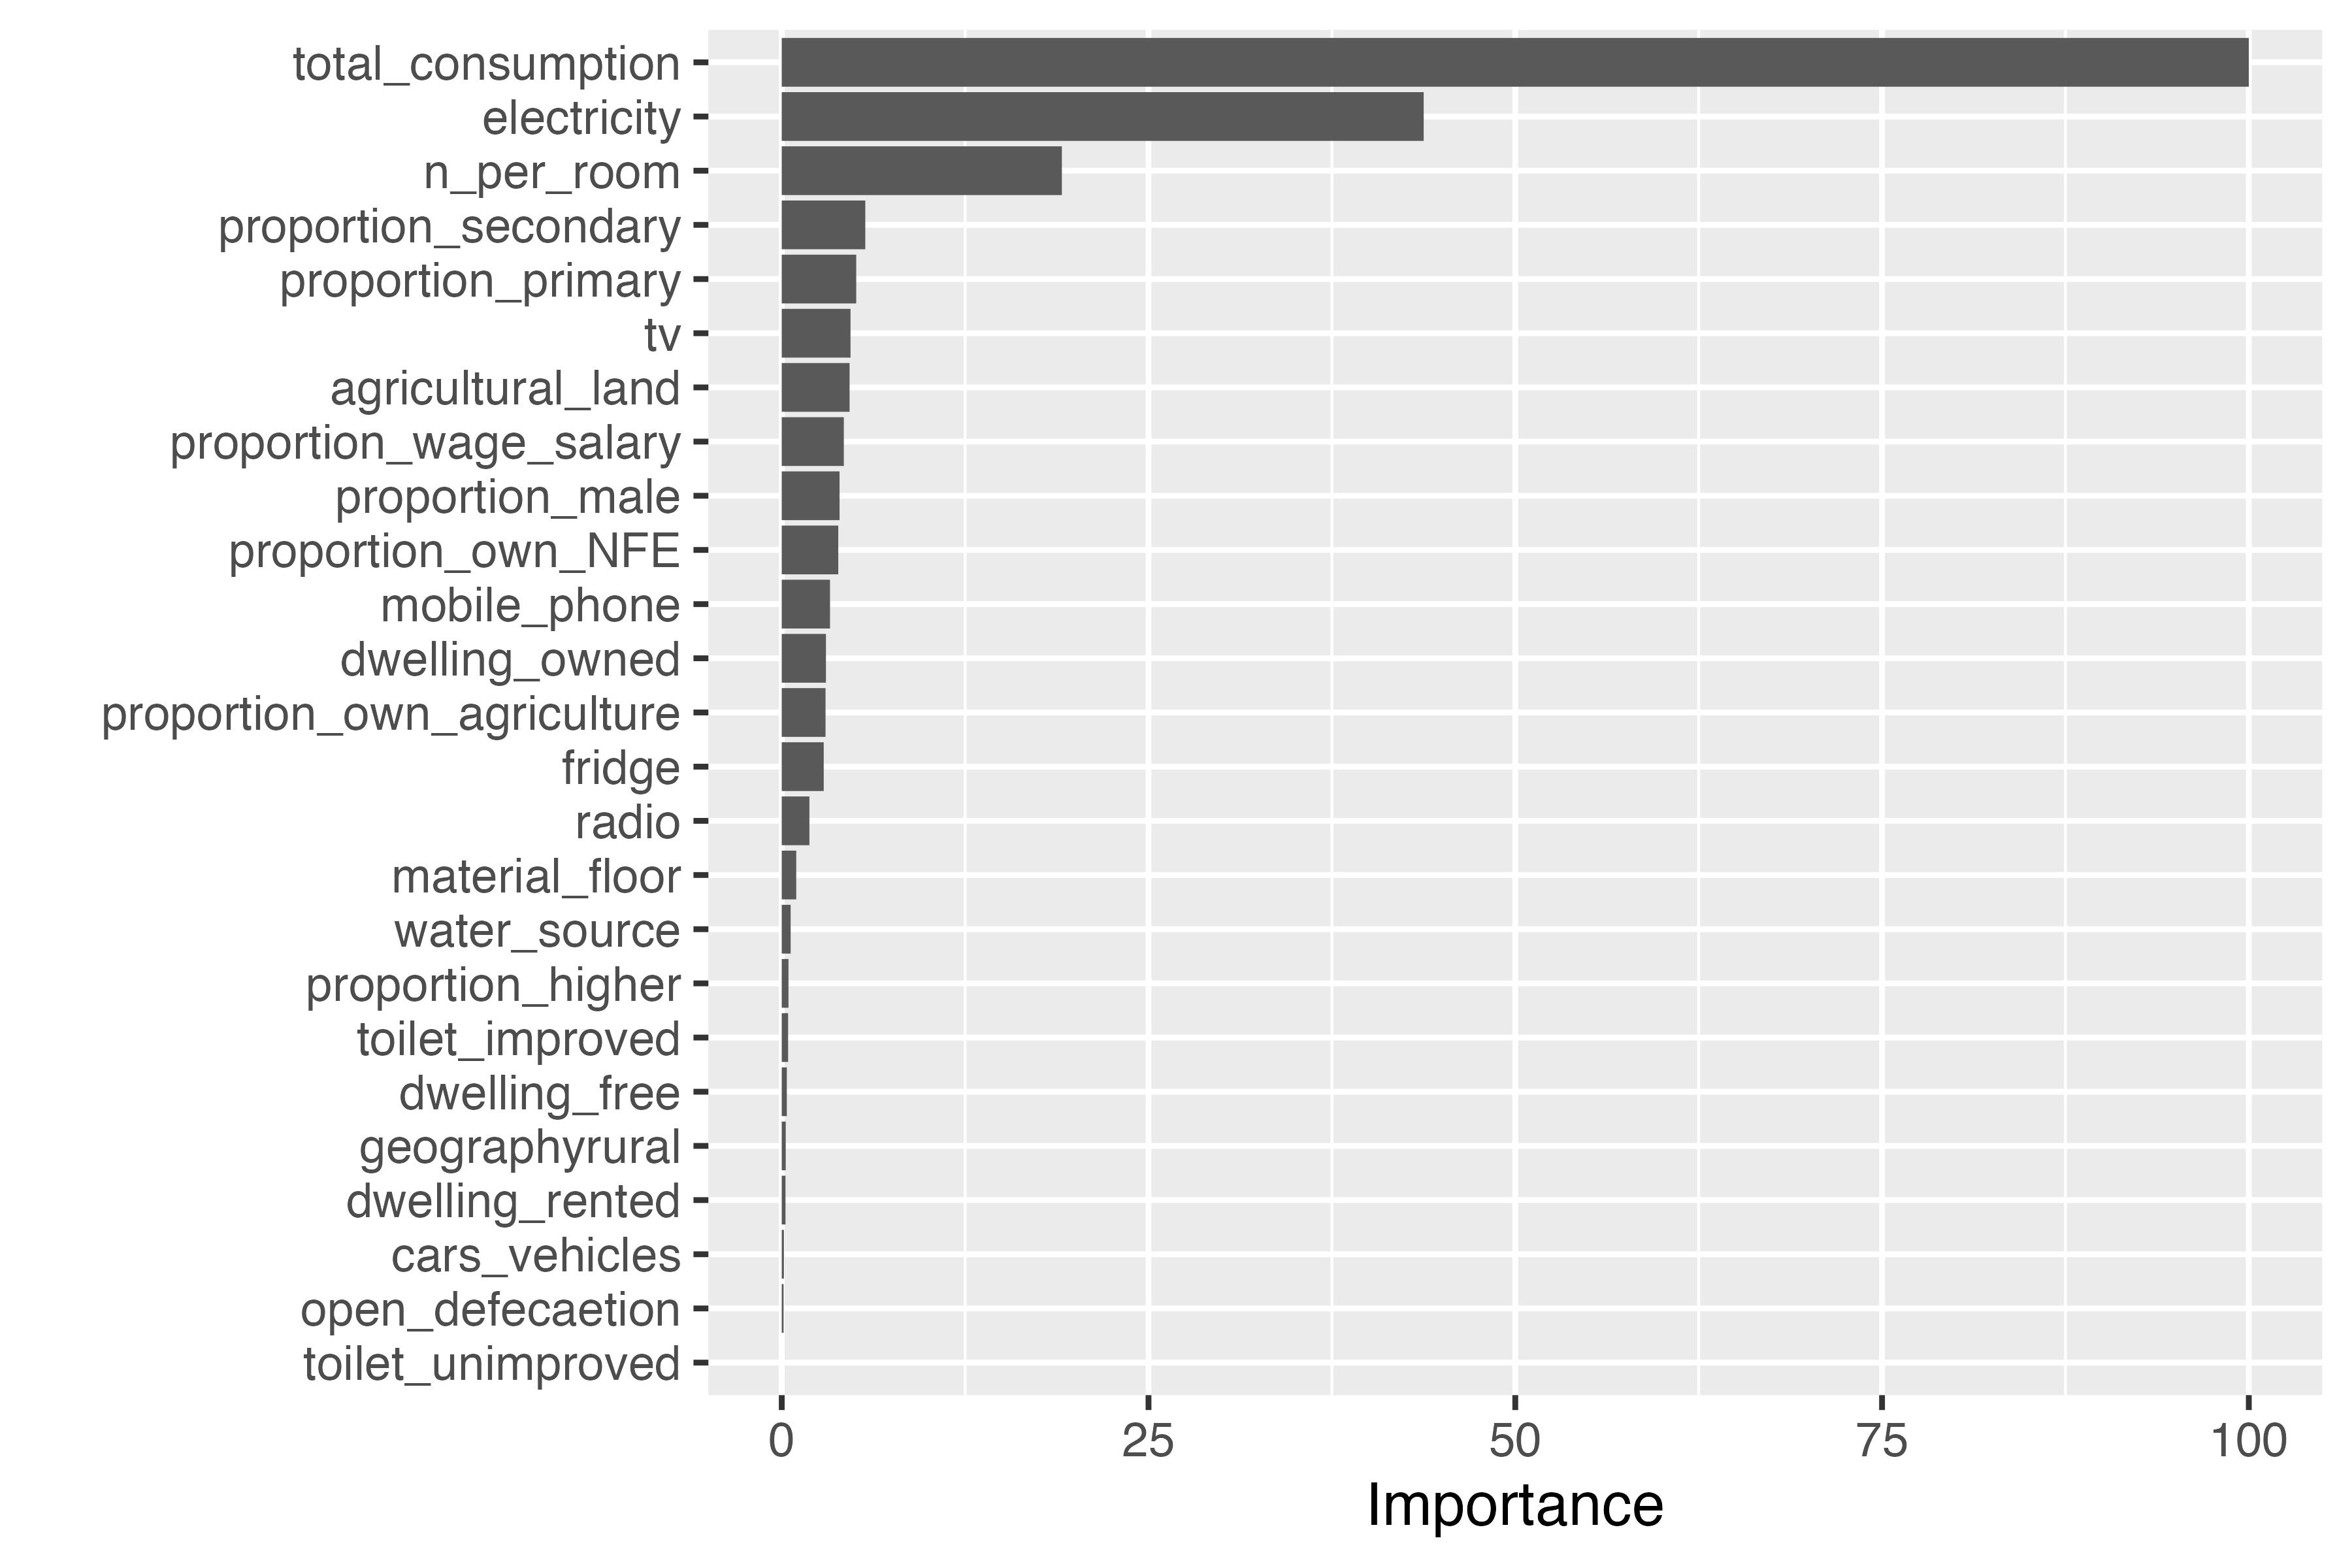 total_consumption
electricity
n_per_room
proportion_secondary
proportion_primary
tv
agricultural_land
proportion_wage_salary
proportion_male
proportion_own_NFE
mobile_phone
dwelling_owned
proportion_own_agriculture
fridge
radio
material_floor
water_source
proportion_higher
toilet_improved
dwelling_free
geographyrural
dwelling_rented
cars_vehicles
open_defecaetion
toilet_unimproved
0 25 50 75 100
Importance